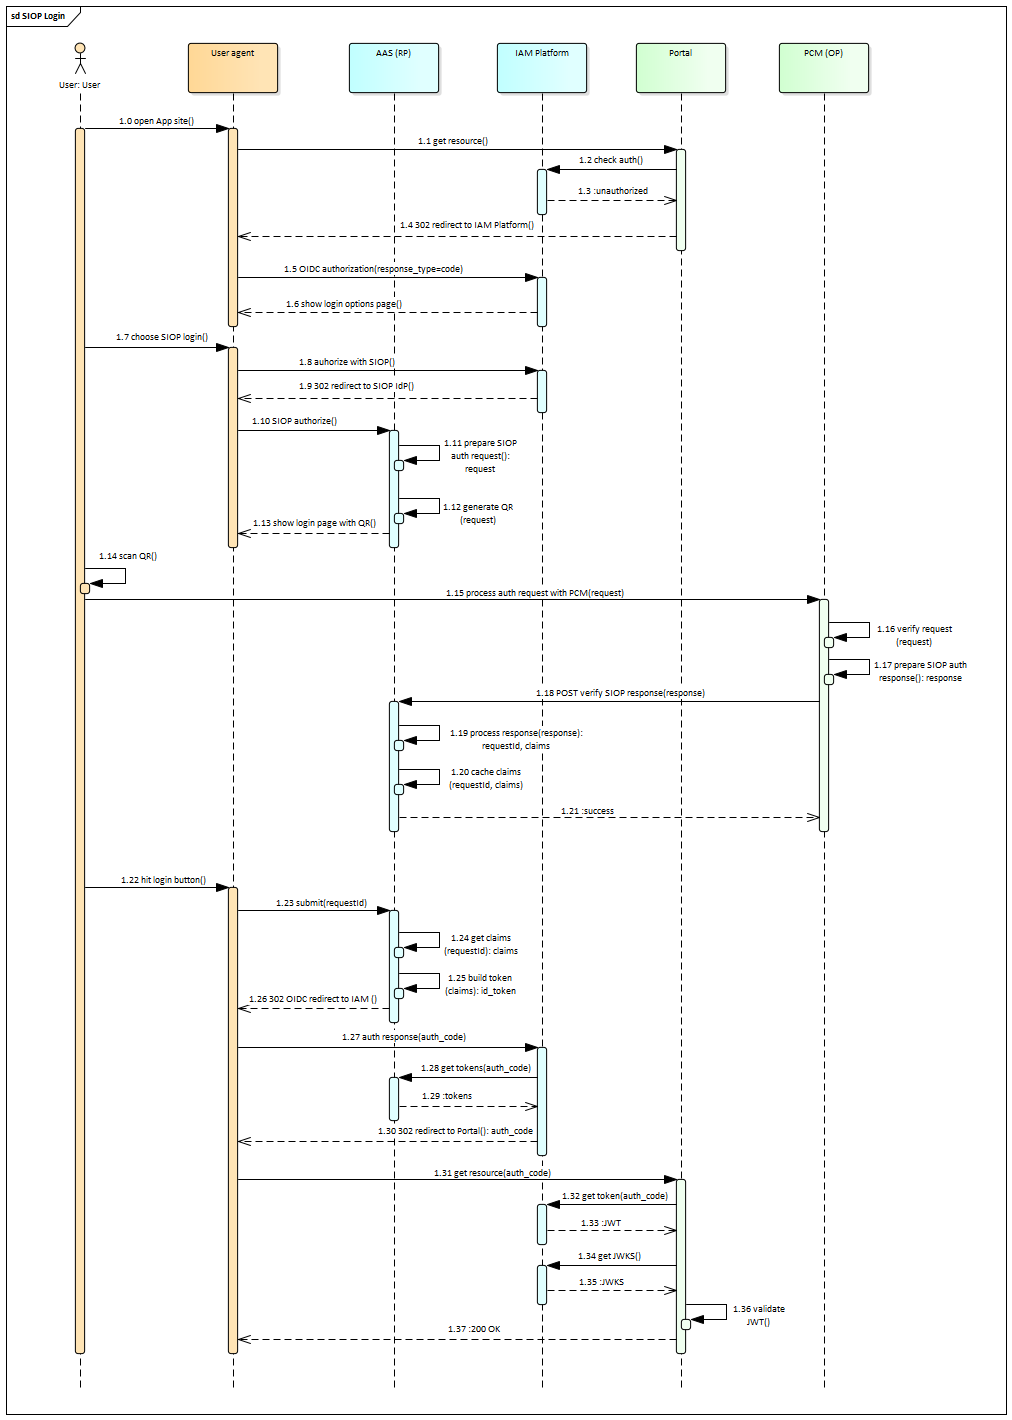 sd SIOP Login
User: User
User agent
AAS (RP)
IAM Platform
Portal
PCM (OP)
1.0 open App site()
1.1 get resource()
1.2 check auth()
1.3 :unauthorized
1.4 302 redirect to IAM Platform()
1.5 OIDC authorization(response_type=code)
1.6 show login options page()
1.7 choose SIOP login()
1.8 auhorize with SIOP()
1.9 302 redirect to SIOP IdP()
1.10 SIOP authorize()
1.11 prepare SIOP
auth request():
request
1.12 generate QR
(request)
1.13 show login page with QR()
1.14 scan QR()
1.15 process auth request with PCM(request)
1.16 verify request
(request)
1.17 prepare SIOP auth
response(): response
1.18 POST verify SIOP response(response)
1.19 process response(response):
requestId, claims
1.20 cache claims
(requestId, claims)
1.21 :success
1.22 hit login button()
1.23 submit(requestId)
1.24 get claims
(requestId): claims
1.25 build token
(claims): id_token
1.26 302 OIDC redirect to IAM ()
1.27 auth response(auth_code)
1.28 get tokens(auth_code)
1.29 :tokens
1.30 302 redirect to Portal(): auth_code
1.31 get resource(auth_code)
1.32 get token(auth_code)
1.33 :JWT
1.34 get JWKS()
1.35 :JWKS
1.36 validate
JWT()
1.37 :200 OK